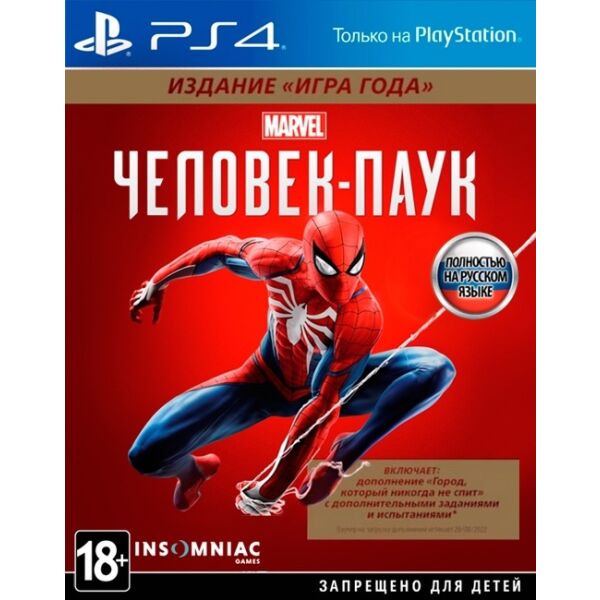 PS4
Только на PlayStation®
ИЗДАНИЕ «ИГРА ГОДА»
MARVEL
ЧЕЛОВЕК-ПАУК
ПОЛНОСТЬЮ
НА РУССКОМ
ЯЗЫКЕ
ВКЛЮЧАЕТ:
дополнение «Город,
который никогда не спит»
с дополнительными заданиями
и испытаниями*
18+
INSOMNIAC
GAMES
ЗАПРЕЩЕНО ДЛЯ ДЕТЕЙ